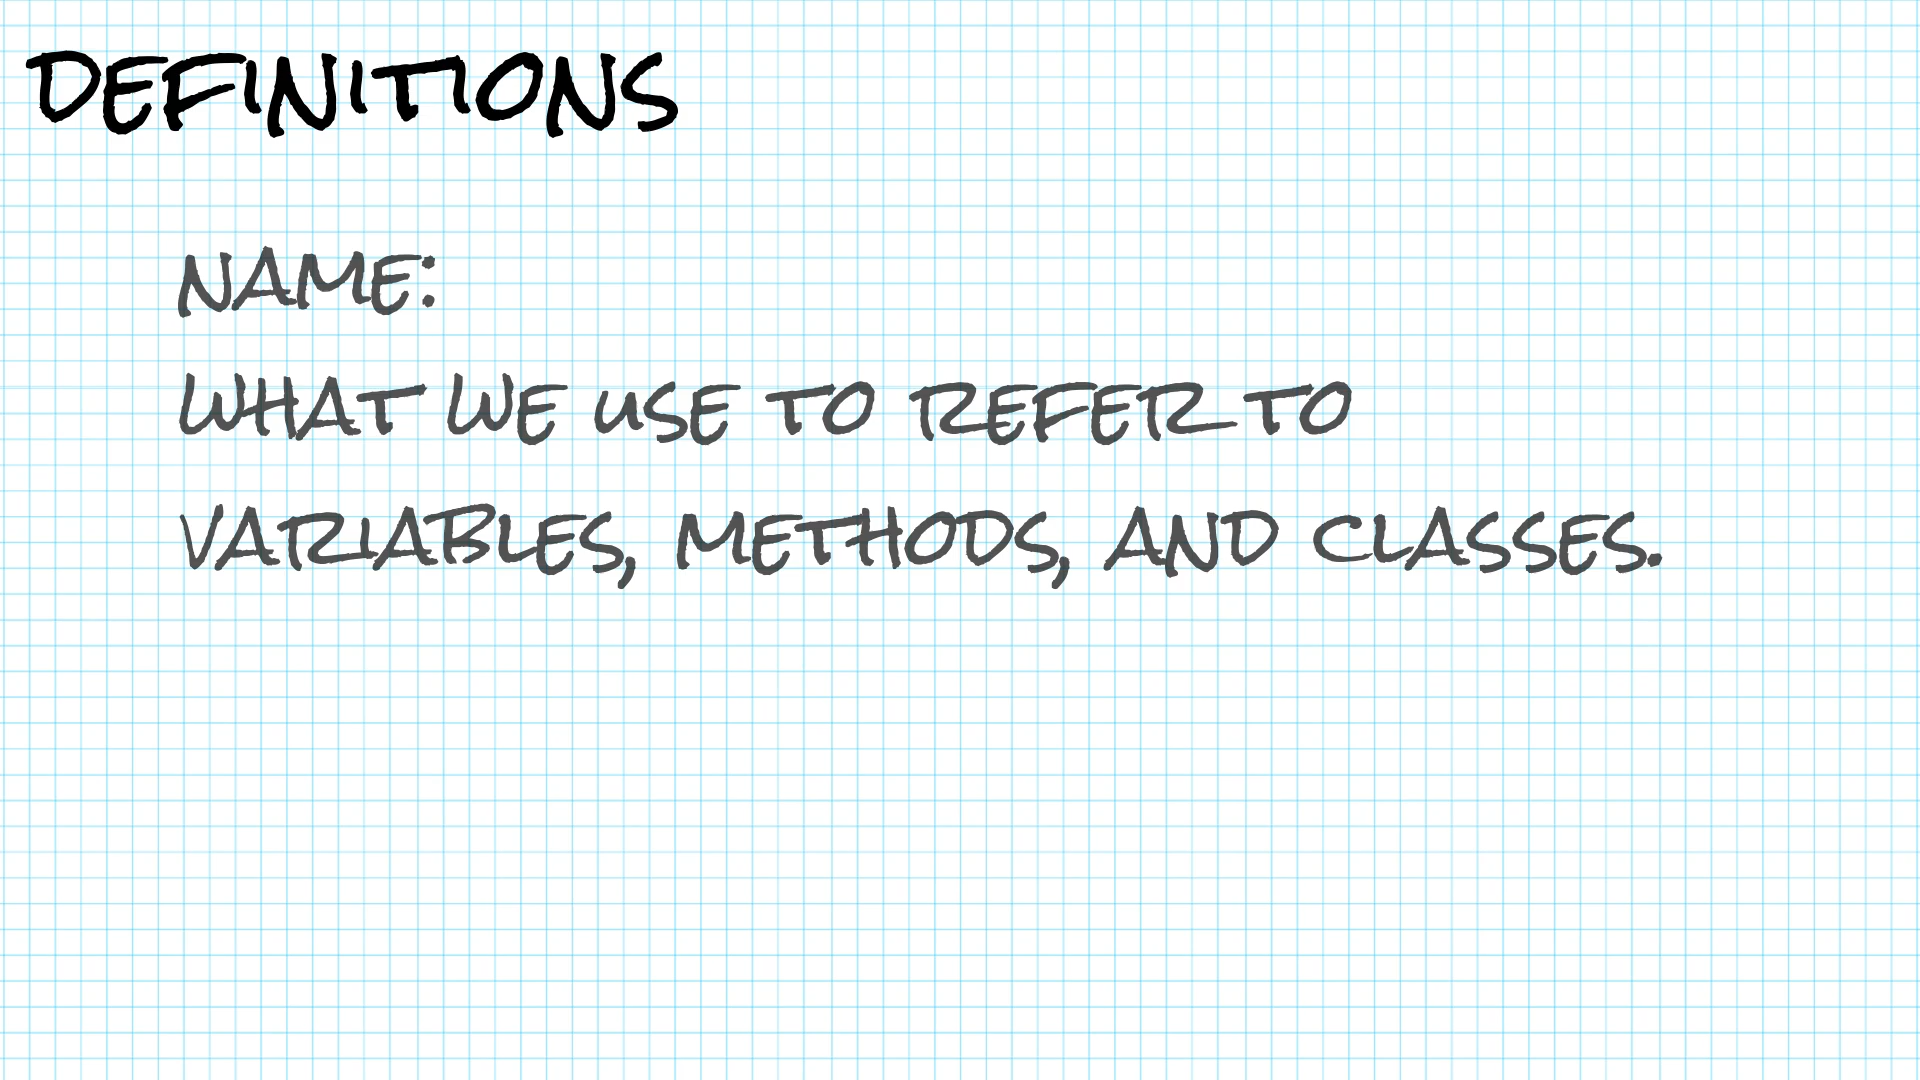 DEFINITIONS
NAME:
WHAT WE USE TO REFER TO
VARIABLES, METHODS, AND CLASSES.